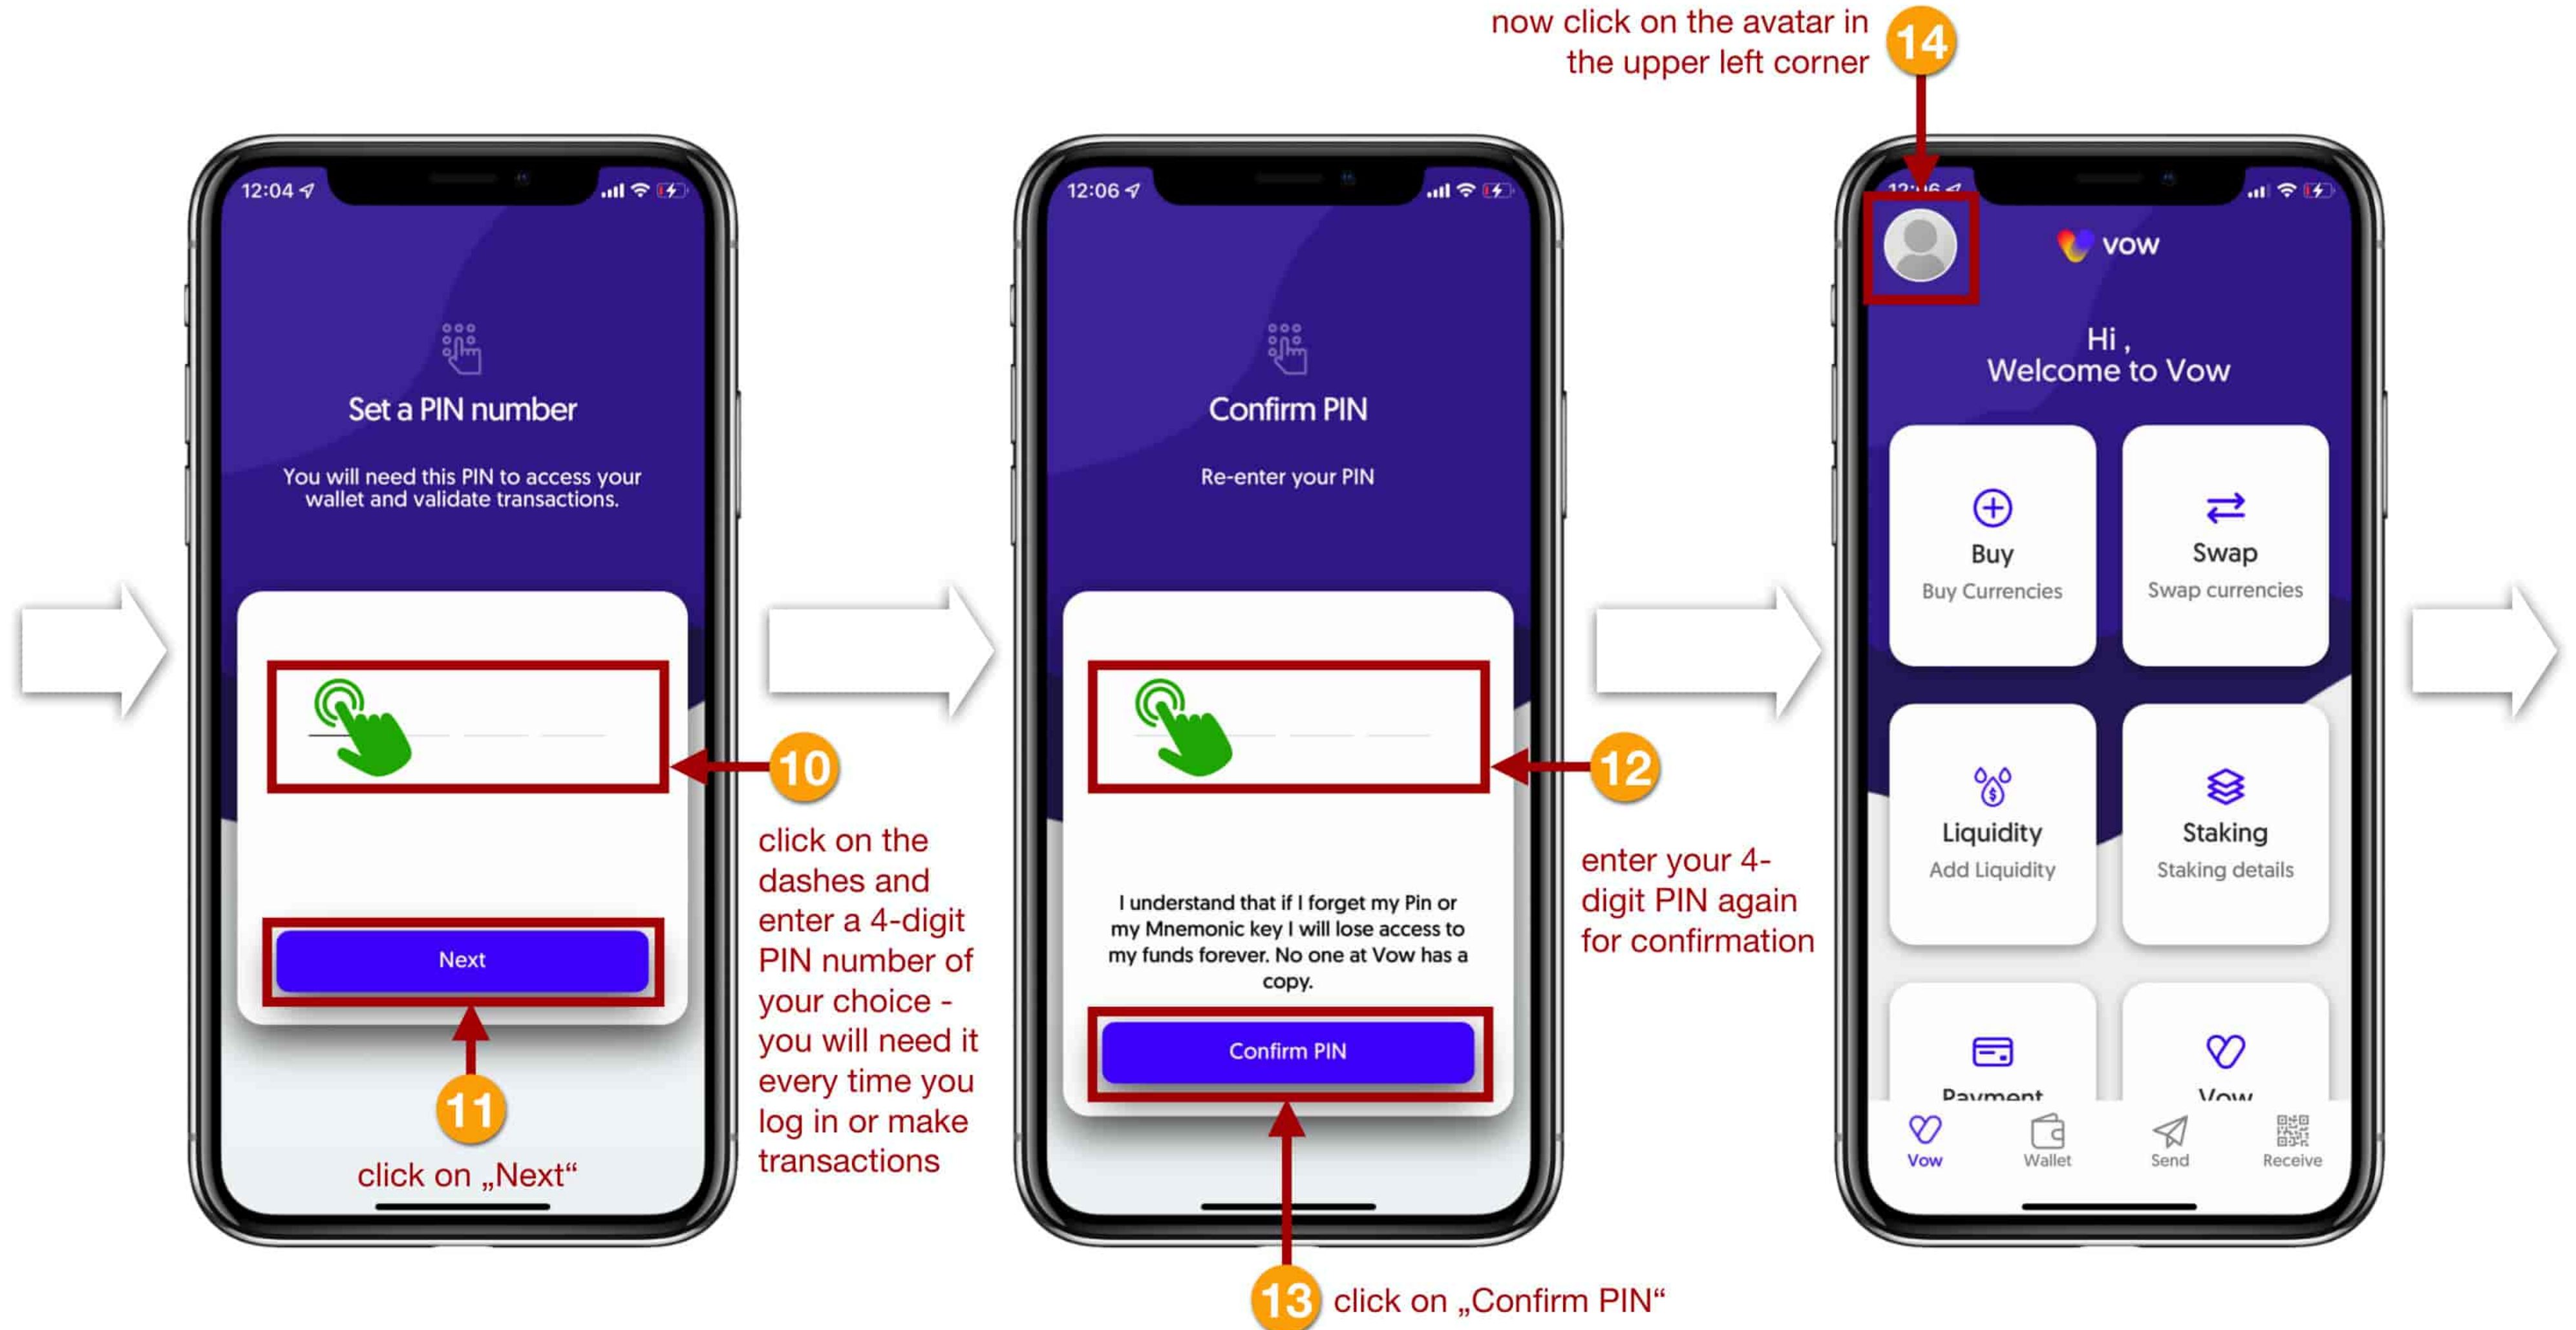 now click on the avatar in
the upper left corner
14
12:04
Set a PIN number
You will need this PIN to access your
wallet and validate transactions.
Next
10
click on the
dashes and
enter a 4-digit
PIN number of
your choice -
you will need it
every time you
log in or make
transactions
11
click on „Next“
12:06
Confirm PIN
Re-enter your PIN
I understand that if I forget my Pin or
my Mnemonic key I will lose access to
my funds forever. No one at Vow has a
copy.
Confirm PIN
12
enter your 4-
digit PIN again
for confirmation
13
click on „Confirm PIN“
12:06
vow
Hi ,
Welcome to Vow
Buy
Buy Currencies
Swap
Swap currencies
Liquidity
Add Liquidity
Staking
Staking details
Payment
Vow
Vow
Wallet
Send
Receive